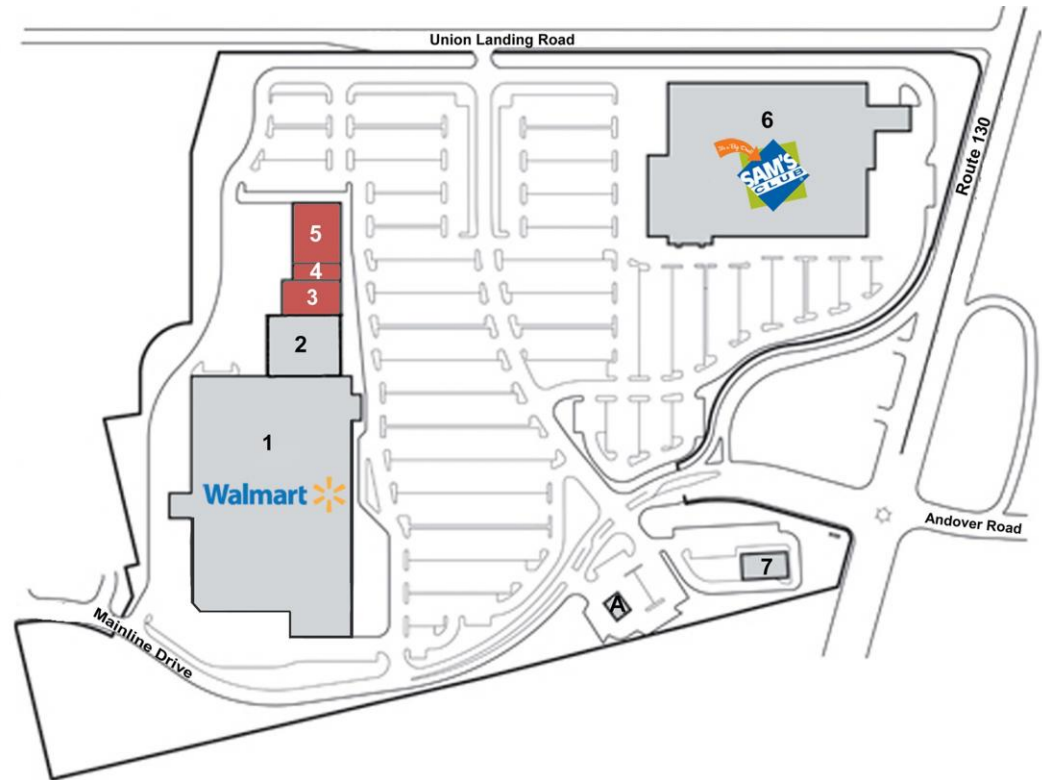 Union Landing Road
6
SAM'S
CLUB
Route 130
5
4
3
2
1
Walmart
Andover Road
7
A
Mainline Drive